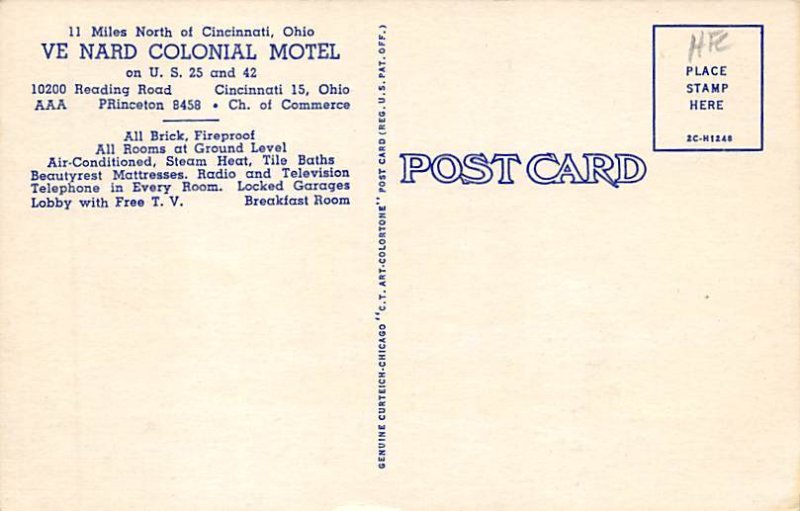 11 Miles North of Cincinnati, Ohio
VE NARD COLONIAL MOTEL
on U. S. 25 and 42
10200 Reading Road Cincinnati 15, Ohio
AAA PRinceton 8458 • Ch. of Commerce
All Brick, Fireproof
All Rooms at Ground Level
Air-Conditioned, Steam Heat, Tile Baths
Beautyrest Mattresses. Radio and Television
Telephone in Every Room. Locked Garages
Lobby with Free T. V. Breakfast Room
GENUINE CURTEICH-CHICAGO "C.T. ART-COLORTONE" POST CARD (REG. U.S. PAT. OFF.)
POST CARD
PLACE
STAMP
HERE
2C-H1248